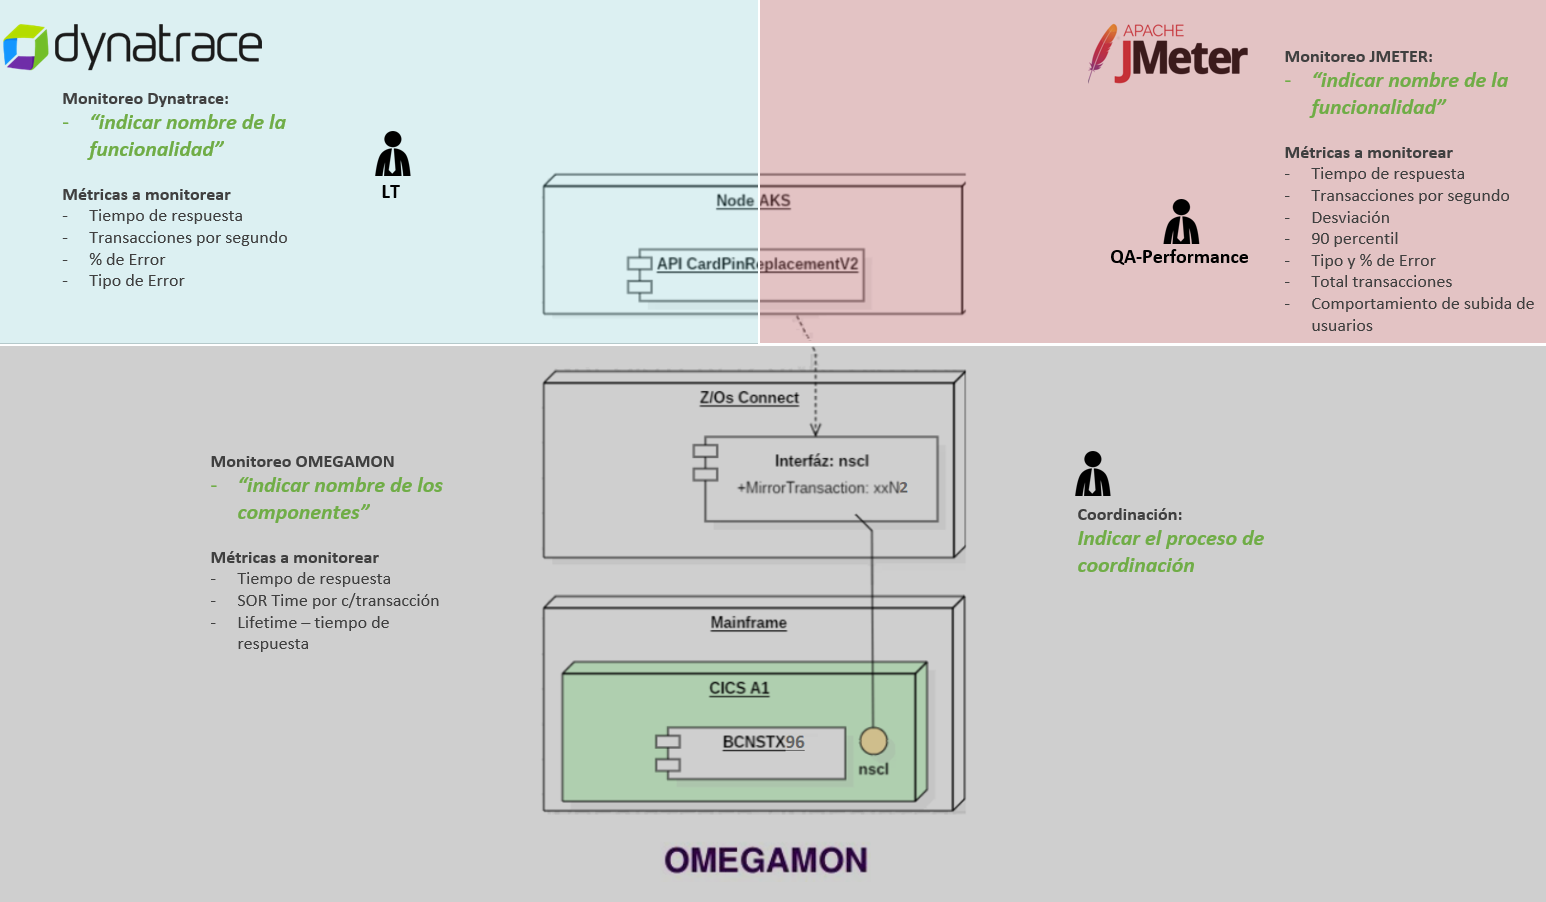 dynatrace
Monitoreo Dynatrace:
- “indicar nombre de la
funcionalidad”
Métricas a monitorear
- Tiempo de respuesta
- Transacciones por segundo
- % de Error
- Tipo de Error
LT
APACHE
JMeter
QA-Performance
Monitoreo JMETER:
- “indicar nombre de la
funcionalidad”
Métricas a monitorear
- Tiempo de respuesta
- Transacciones por segundo
- Desviación
- 90 percentil
- Tipo y % de Error
- Total transacciones
- Comportamiento de subida de
usuarios
Node AKS
API CardPinReplacementV2
Z/Os Connect
Interfáz: nscl
+MirrorTransaction: xxN2
Monitoreo OMEGAMON
- “indicar nombre de los
componentes”
Métricas a monitorear
- Tiempo de respuesta
- SOR Time por c/transacción
- Lifetime – tiempo de
respuesta
Coordinación:
Indicar el proceso de
coordinación
Mainframe
CICS A1
BCNSTX96
nscl
OMEGAMON